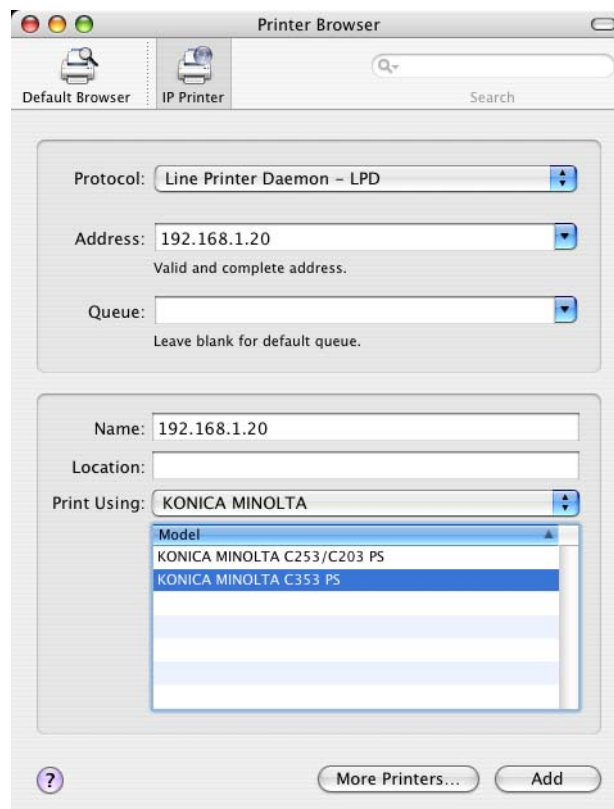 Printer Browser
Default Browser
IP Printer
Search
Protocol: Line Printer Daemon – LPD
Address: 192.168.1.20
Valid and complete address.
Queue:
Leave blank for default queue.
Name: 192.168.1.20
Location:
Print Using: KONICA MINOLTA
Model
KONICA MINOLTA C253/C203 PS
KONICA MINOLTA C353 PS
?
More Printers...
Add